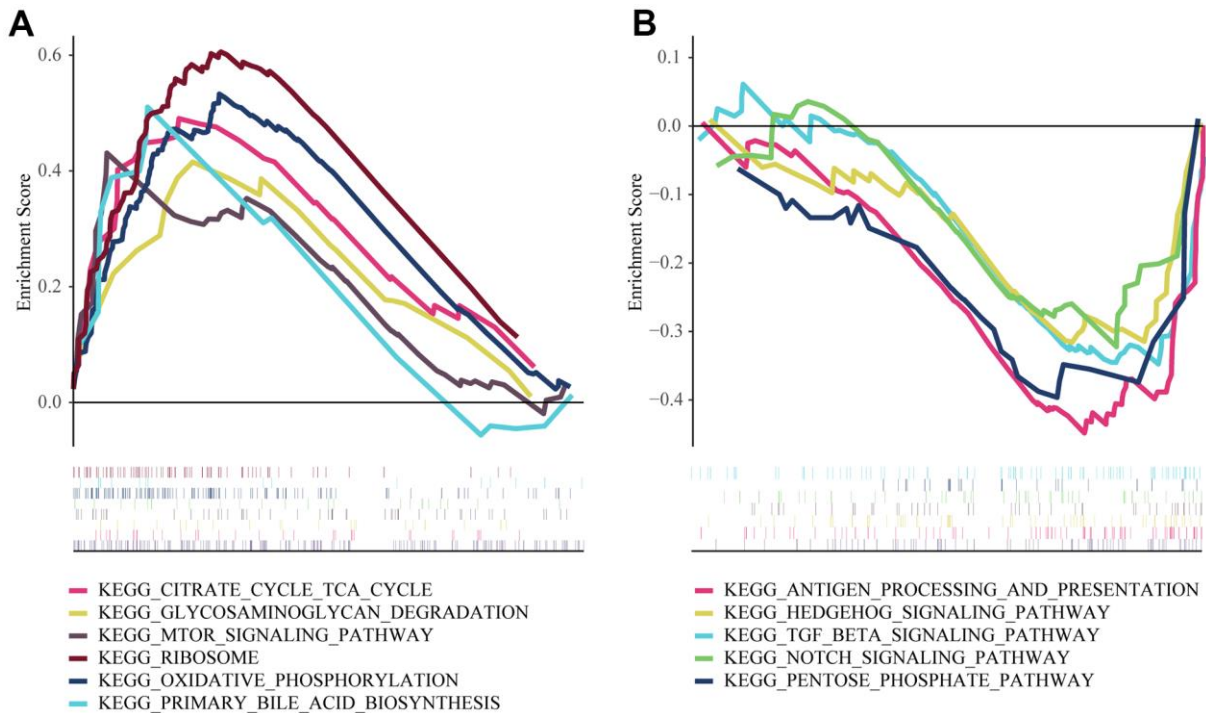 A
Enrichment Score
0.6
0.4
0.2
0.0
KEGG_CITRATE_CYCLE_TCA_CYCLE
KEGG_GLYCOSAMINOGLYCAN_DEGRADATION
KEGG_MTOR_SIGNALING_PATHWAY
KEGG_RIBOSOME
KEGG_OXIDATIVE_PHOSPHORYLATION
KEGG_PRIMARY_BILE_ACID_BIOSYNTHESIS
B
Enrichment Score
0.1
0.0
−0.1
−0.2
−0.3
−0.4
KEGG_ANTIGEN_PROCESSING_AND_PRESENTATION
KEGG_HEDGEHOG_SIGNALING_PATHWAY
KEGG_TGF_BETA_SIGNALING_PATHWAY
KEGG_NOTCH_SIGNALING_PATHWAY
KEGG_PENTOSE_PHOSPHATE_PATHWAY